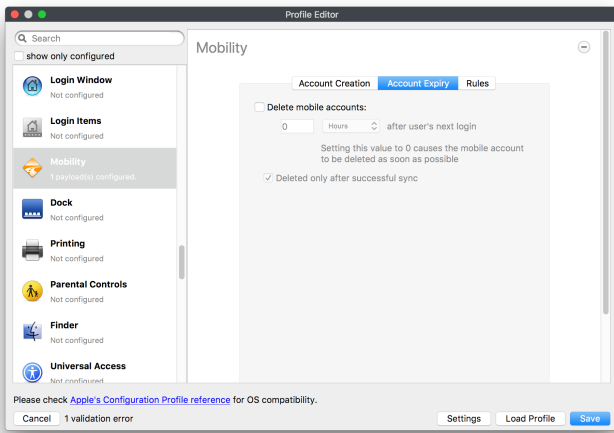 Profile Editor
Search
show only configured
Login Window
Not configured
Login Items
Not configured
Mobility
1 payload(s) configured.
Dock
Not configured
Printing
Not configured
Parental Controls
Not configured
Finder
Not configured
Universal Access
Not configured
Mobility
Account Creation Account Expiry Rules
Delete mobile accounts:
0 Hours after user's next login
Setting this value to 0 causes the mobile account
to be deleted as soon as possible
Deleted only after successful sync
Please check Apple's Configuration Profile reference for OS compatibility.
Cancel 1 validation error Settings Load Profile Save